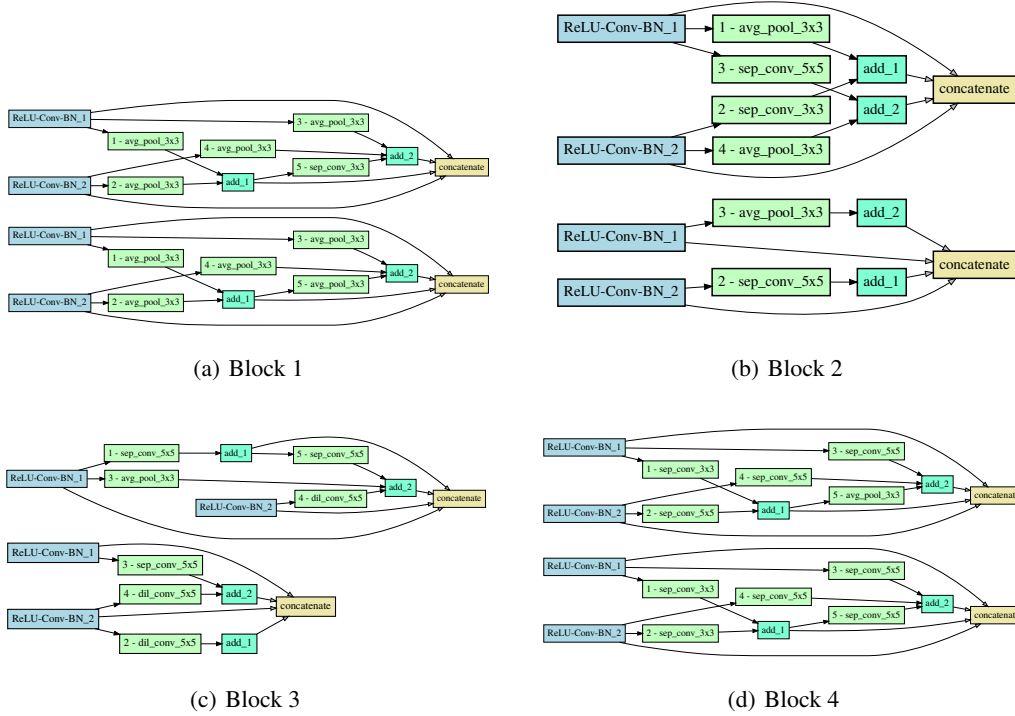 ReLU-Conv-BN_1
3 - avg_pool_3x3
1 - avg_pool_3x3
4 - avg_pool_3x3
add_2
5 - sep_conv_3x3
concatenate
ReLU-Conv-BN_2
2 - avg_pool_3x3
add_1
ReLU-Conv-BN_1
3 - avg_pool_3x3
1 - avg_pool_3x3
4 - avg_pool_3x3
add_2
5 - avg_pool_3x3
concatenate
ReLU-Conv-BN_2
2 - avg_pool_3x3
add_1
(a) Block 1
ReLU-Conv-BN_1
1 - avg_pool_3x3
3 - sep_conv_5x5
add_1
concatenate
2 - sep_conv_3x3
add_2
ReLU-Conv-BN_2
4 - avg_pool_3x3
3 - avg_pool_3x3
add_2
ReLU-Conv-BN_1
concatenate
ReLU-Conv-BN_2
2 - sep_conv_5x5
add_1
(b) Block 2
1 - sep_conv_5x5
add_1
5 - sep_conv_5x5
ReLU-Conv-BN_1
3 - avg_pool_3x3
add_2
4 - dil_conv_5x5
concatenate
ReLU-Conv-BN_2
ReLU-Conv-BN_1
3 - sep_conv_5x5
4 - dil_conv_5x5
add_2
concatenate
ReLU-Conv-BN_2
2 - dil_conv_5x5
add_1
(c) Block 3
ReLU-Conv-BN_1
3 - sep_conv_5x5
1 - sep_conv_3x3
4 - sep_conv_5x5
add_2
5 - avg_pool_3x3
concatenate
ReLU-Conv-BN_2
2 - sep_conv_5x5
add_1
ReLU-Conv-BN_1
3 - sep_conv_5x5
1 - sep_conv_3x3
4 - sep_conv_5x5
add_2
5 - sep_conv_5x5
concatenate
ReLU-Conv-BN_2
2 - sep_conv_3x3
add_1
(d) Block 4